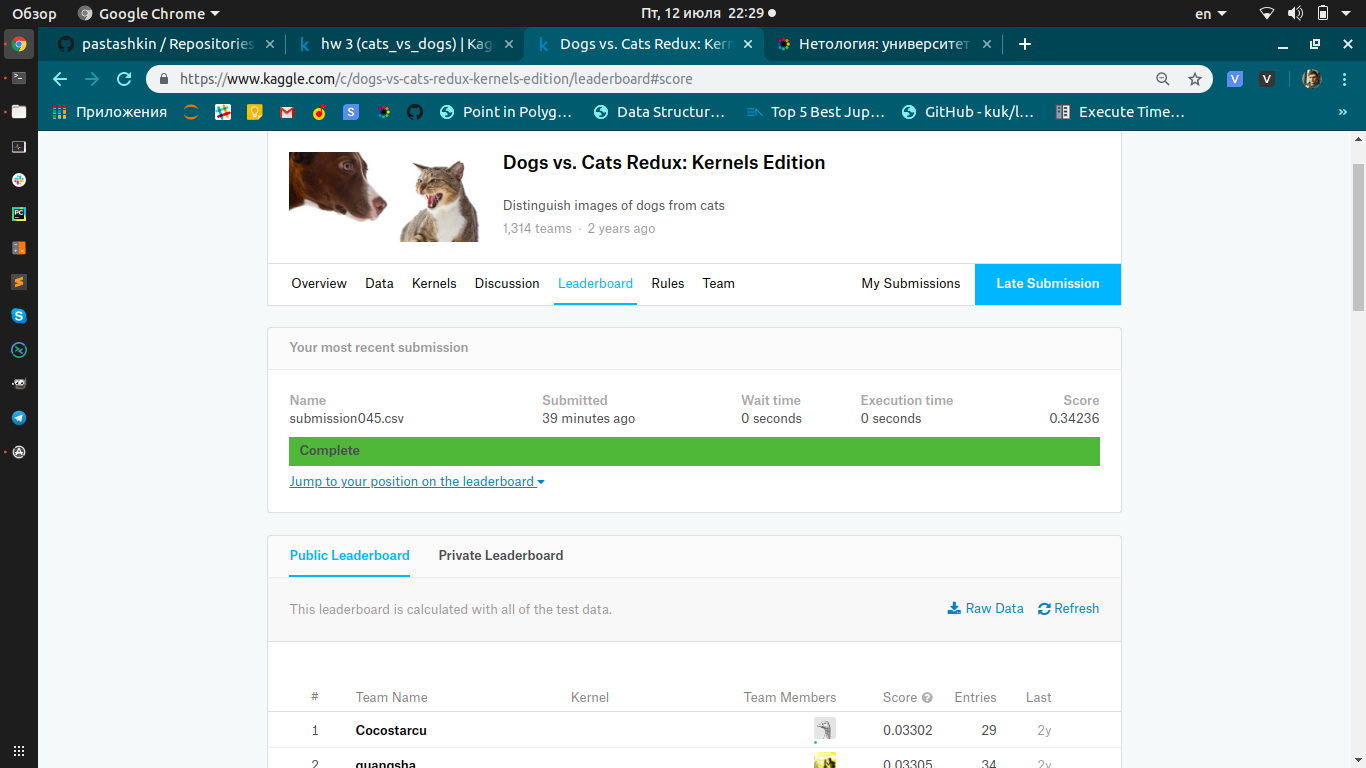 Обзор Google Chrome Пт, 12 июля 22:29 en
pastashkin / Repositories hw 3 (cats_vs_dogs) | Kag Dogs vs. Cats Redux: Kern Нетология: университет
https://www.kaggle.com/c/dogs-vs-cats-redux-kernels-edition/leaderboard#score V V
Приложения S Point in Polyg… Data Structur… Top 5 Best Jup… GitHub - kuk/l… Execute Time… »
PC
Dogs vs. Cats Redux: Kernels Edition
Distinguish images of dogs from cats
1,314 teams · 2 years ago
Overview Data Kernels Discussion Leaderboard Rules Team My Submissions Late Submission
Your most recent submission
Name Submitted Wait time Execution time Score
submission045.csv 39 minutes ago 0 seconds 0 seconds 0.34236
Complete
Jump to your position on the leaderboard
Public Leaderboard Private Leaderboard
This leaderboard is calculated with all of the test data. Raw Data Refresh
# Team Name Kernel Team Members Score Entries Last
1 Cocostarcu 0.03302 29 2y
2 guangsha 0.03305 34 2y